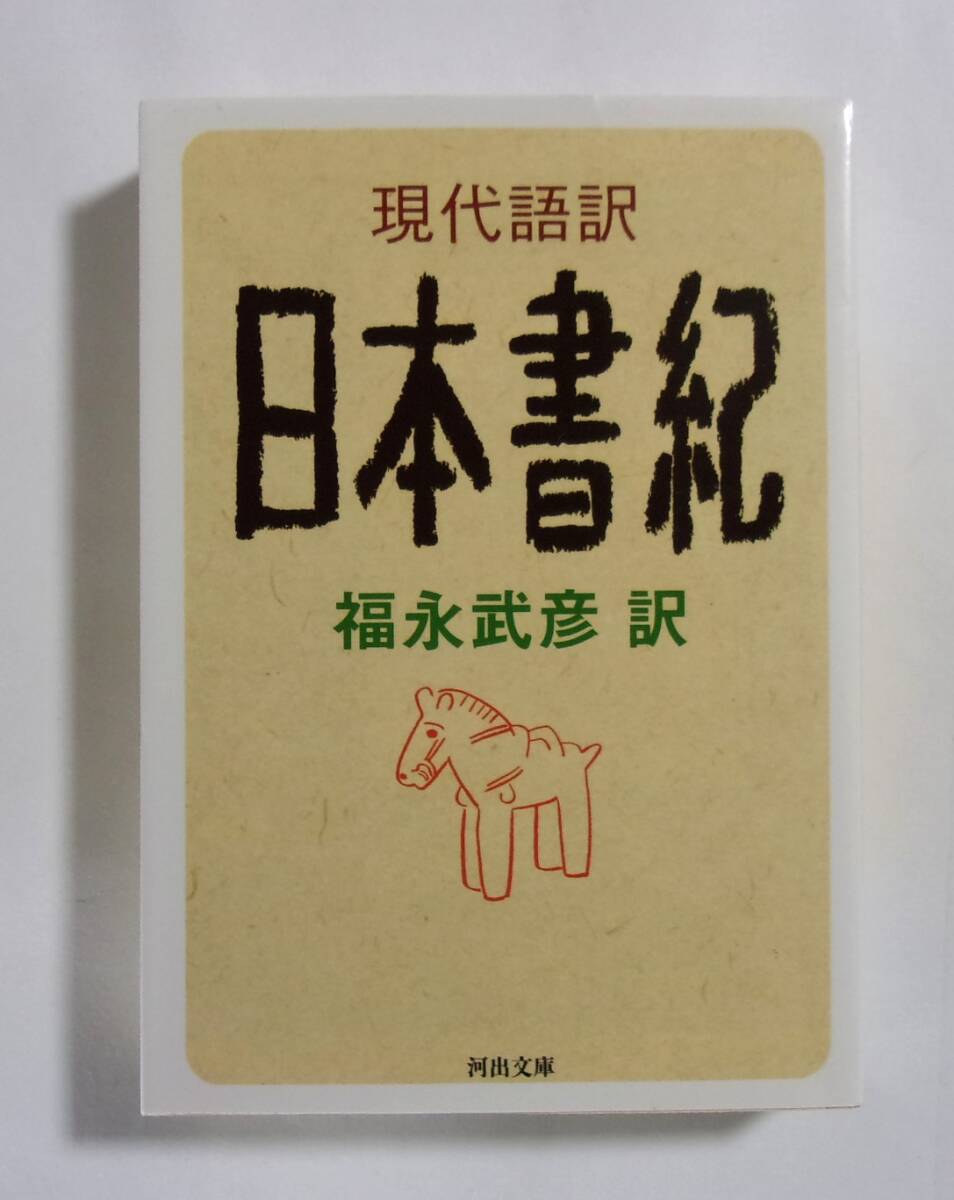 現代語訳
日本書紀
福永武彦 訳
河出文庫